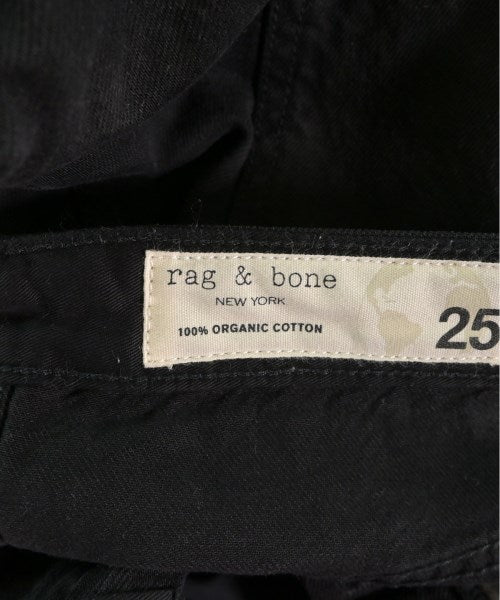 rag & bone
NEW YORK
100% ORGANIC COTTON
25